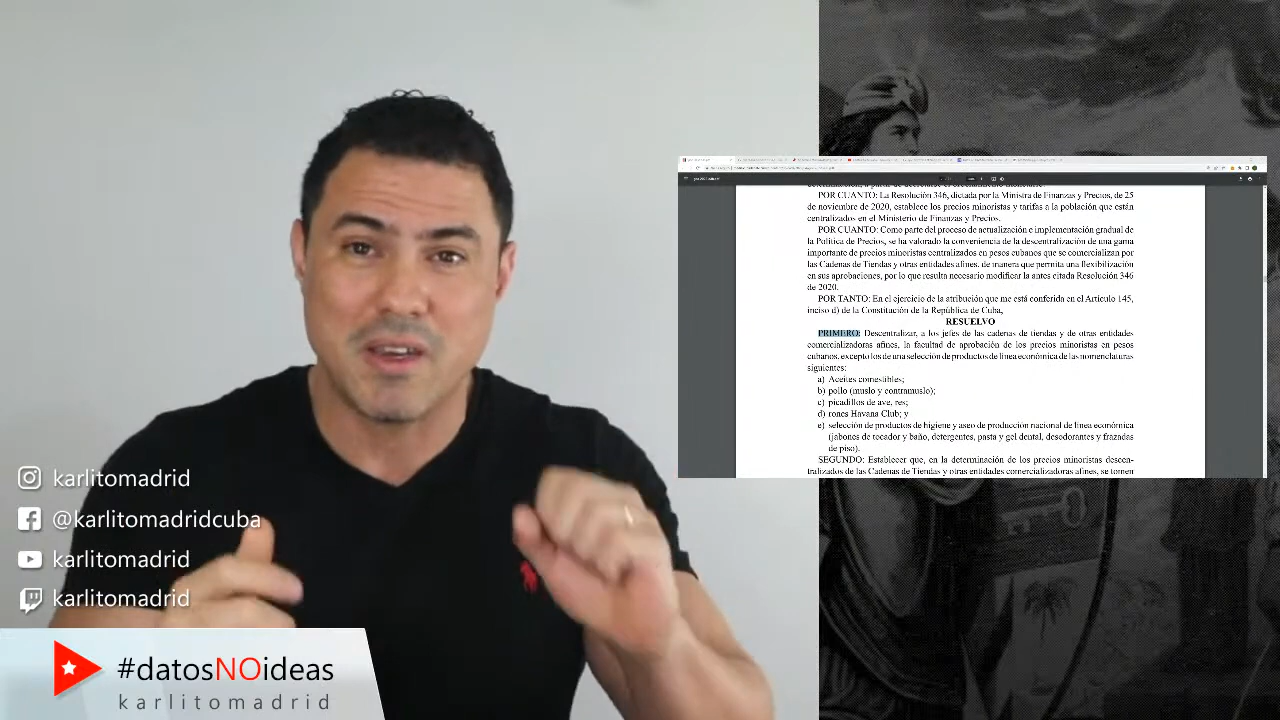 karlitomadrid
@karlitomadridcuba
karlitomadrid
karlitomadrid
#datosNOideas
karlitomadrid
POR CUANTO: La Resolución 346, dictada por la Ministra de Finanzas y Precios, de 25
de noviembre de 2020, establece los precios minoristas y tarifas a la población que están
centralizados en el Ministerio de Finanzas y Precios.
POR CUANTO: Como parte del proceso de actualización e implementación gradual de
la Política de Precios, se ha valorado la conveniencia de la descentralización de una gama
importante de precios minoristas centralizados en pesos cubanos que se comercializan por
las Cadenas de Tiendas y otras entidades afines, de manera que permita una flexibilización
en sus aprobaciones, por lo que resulta necesario modificar la antes citada Resolución 346
de 2020.
POR TANTO: En el ejercicio de la atribución que me está conferida en el Artículo 145,
inciso d) de la Constitución de la República de Cuba,
RESUELVO
PRIMERO: Descentralizar, a los jefes de las cadenas de tiendas y de otras entidades
comercializadoras afines, la facultad de aprobación de los precios minoristas en pesos
cubanos, excepto los de una selección de productos de línea económica de las nomenclaturas
siguientes:
a) Aceites comestibles;
b) pollo (muslo y contramuslo);
c) picadillos de ave, res;
d) rones Havana Club; y
e) selección de productos de higiene y aseo de producción nacional de línea económica
(jabones de tocador y baño, detergentes, pasta y gel dental, desodorantes y frazadas
de piso).
SEGUNDO: Establecer que, en la determinación de los precios minoristas descen-
tralizados de las Cadenas de Tiendas y otras entidades comercializadoras afines, se tomen